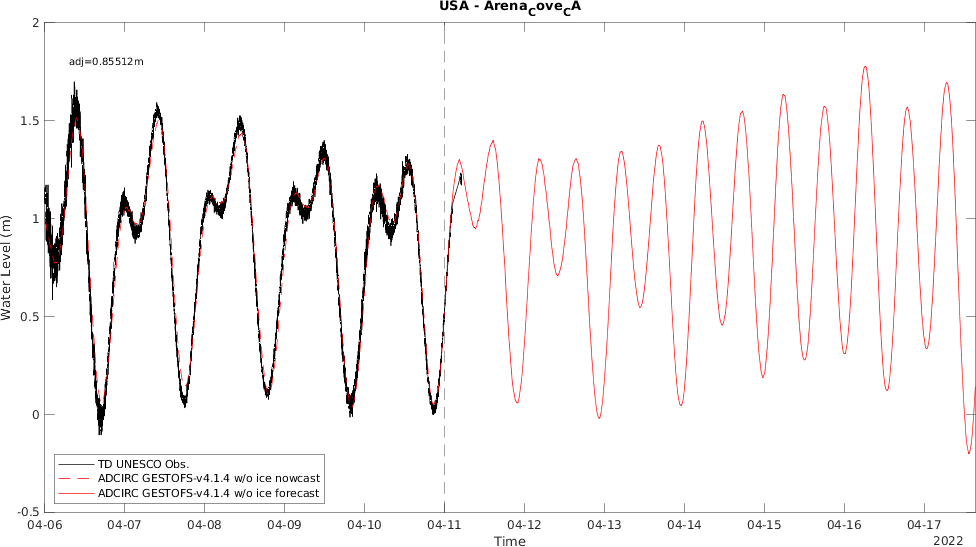 USA - Arena_Cove_CA
2
adj=0.85512m
1.5
1
0.5
0
-0.5
Water Level (m)
TD UNESCO Obs.
ADCIRC GESTOFS-v4.1.4 w/o ice nowcast
ADCIRC GESTOFS-v4.1.4 w/o ice forecast
04-06 04-07 04-08 04-09 04-10 04-11 04-12 04-13 04-14 04-15 04-16 04-17
Time
2022